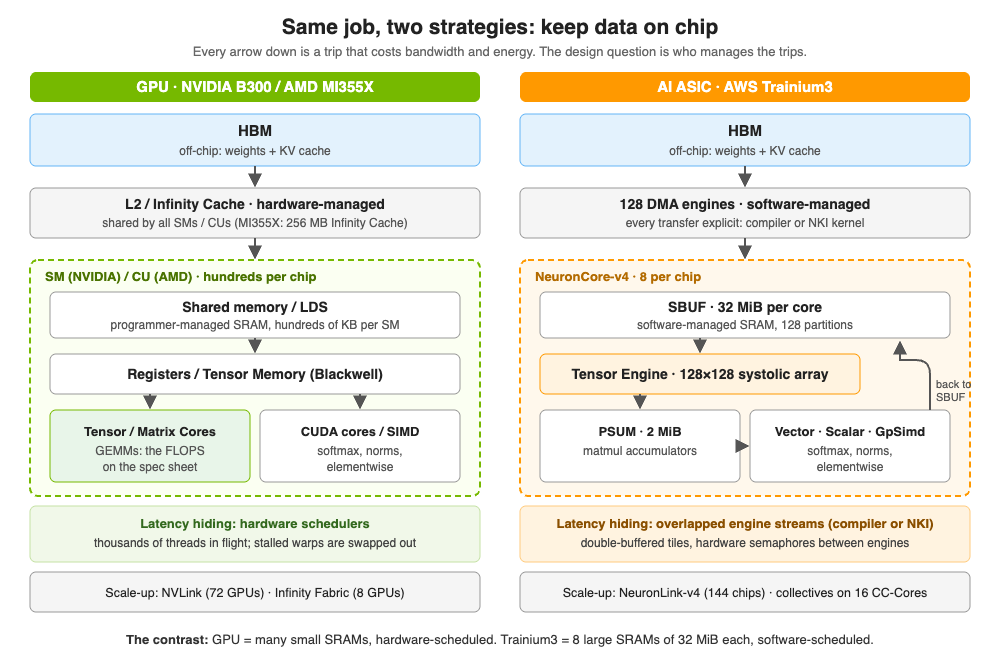 Same job, two strategies: keep data on chip
Every arrow down is a trip that costs bandwidth and energy. The design question is who manages the trips.
GPU · NVIDIA B300 / AMD MI355X
HBM
off-chip: weights + KV cache
L2 / Infinity Cache · hardware-managed
shared by all SMs / CUs (MI355X: 256 MB Infinity Cache)
SM (NVIDIA) / CU (AMD) · hundreds per chip
Shared memory / LDS
programmer-managed SRAM, hundreds of KB per SM
Registers / Tensor Memory (Blackwell)
Tensor / Matrix Cores
GEMMs: the FLOPS
on the spec sheet
CUDA cores / SIMD
softmax, norms,
elementwise
Latency hiding: hardware schedulers
thousands of threads in flight; stalled warps are swapped out
Scale-up: NVLink (72 GPUs) · Infinity Fabric (8 GPUs)
AI ASIC · AWS Trainium3
HBM
off-chip: weights + KV cache
128 DMA engines · software-managed
every transfer explicit: compiler or NKI kernel
NeuronCore-v4 · 8 per chip
SBUF · 32 MiB per core
software-managed SRAM, 128 partitions
Tensor Engine · 128×128 systolic array
back to
SBUF
PSUM · 2 MiB
matmul accumulators
Vector · Scalar · GpSimd
softmax, norms,
elementwise
Latency hiding: overlapped engine streams (compiler or NKI)
double-buffered tiles, hardware semaphores between engines
Scale-up: NeuronLink-v4 (144 chips) · collectives on 16 CC-Cores
The contrast: GPU = many small SRAMs, hardware-scheduled. Trainium3 = 8 large SRAMs of 32 MiB each, software-scheduled.